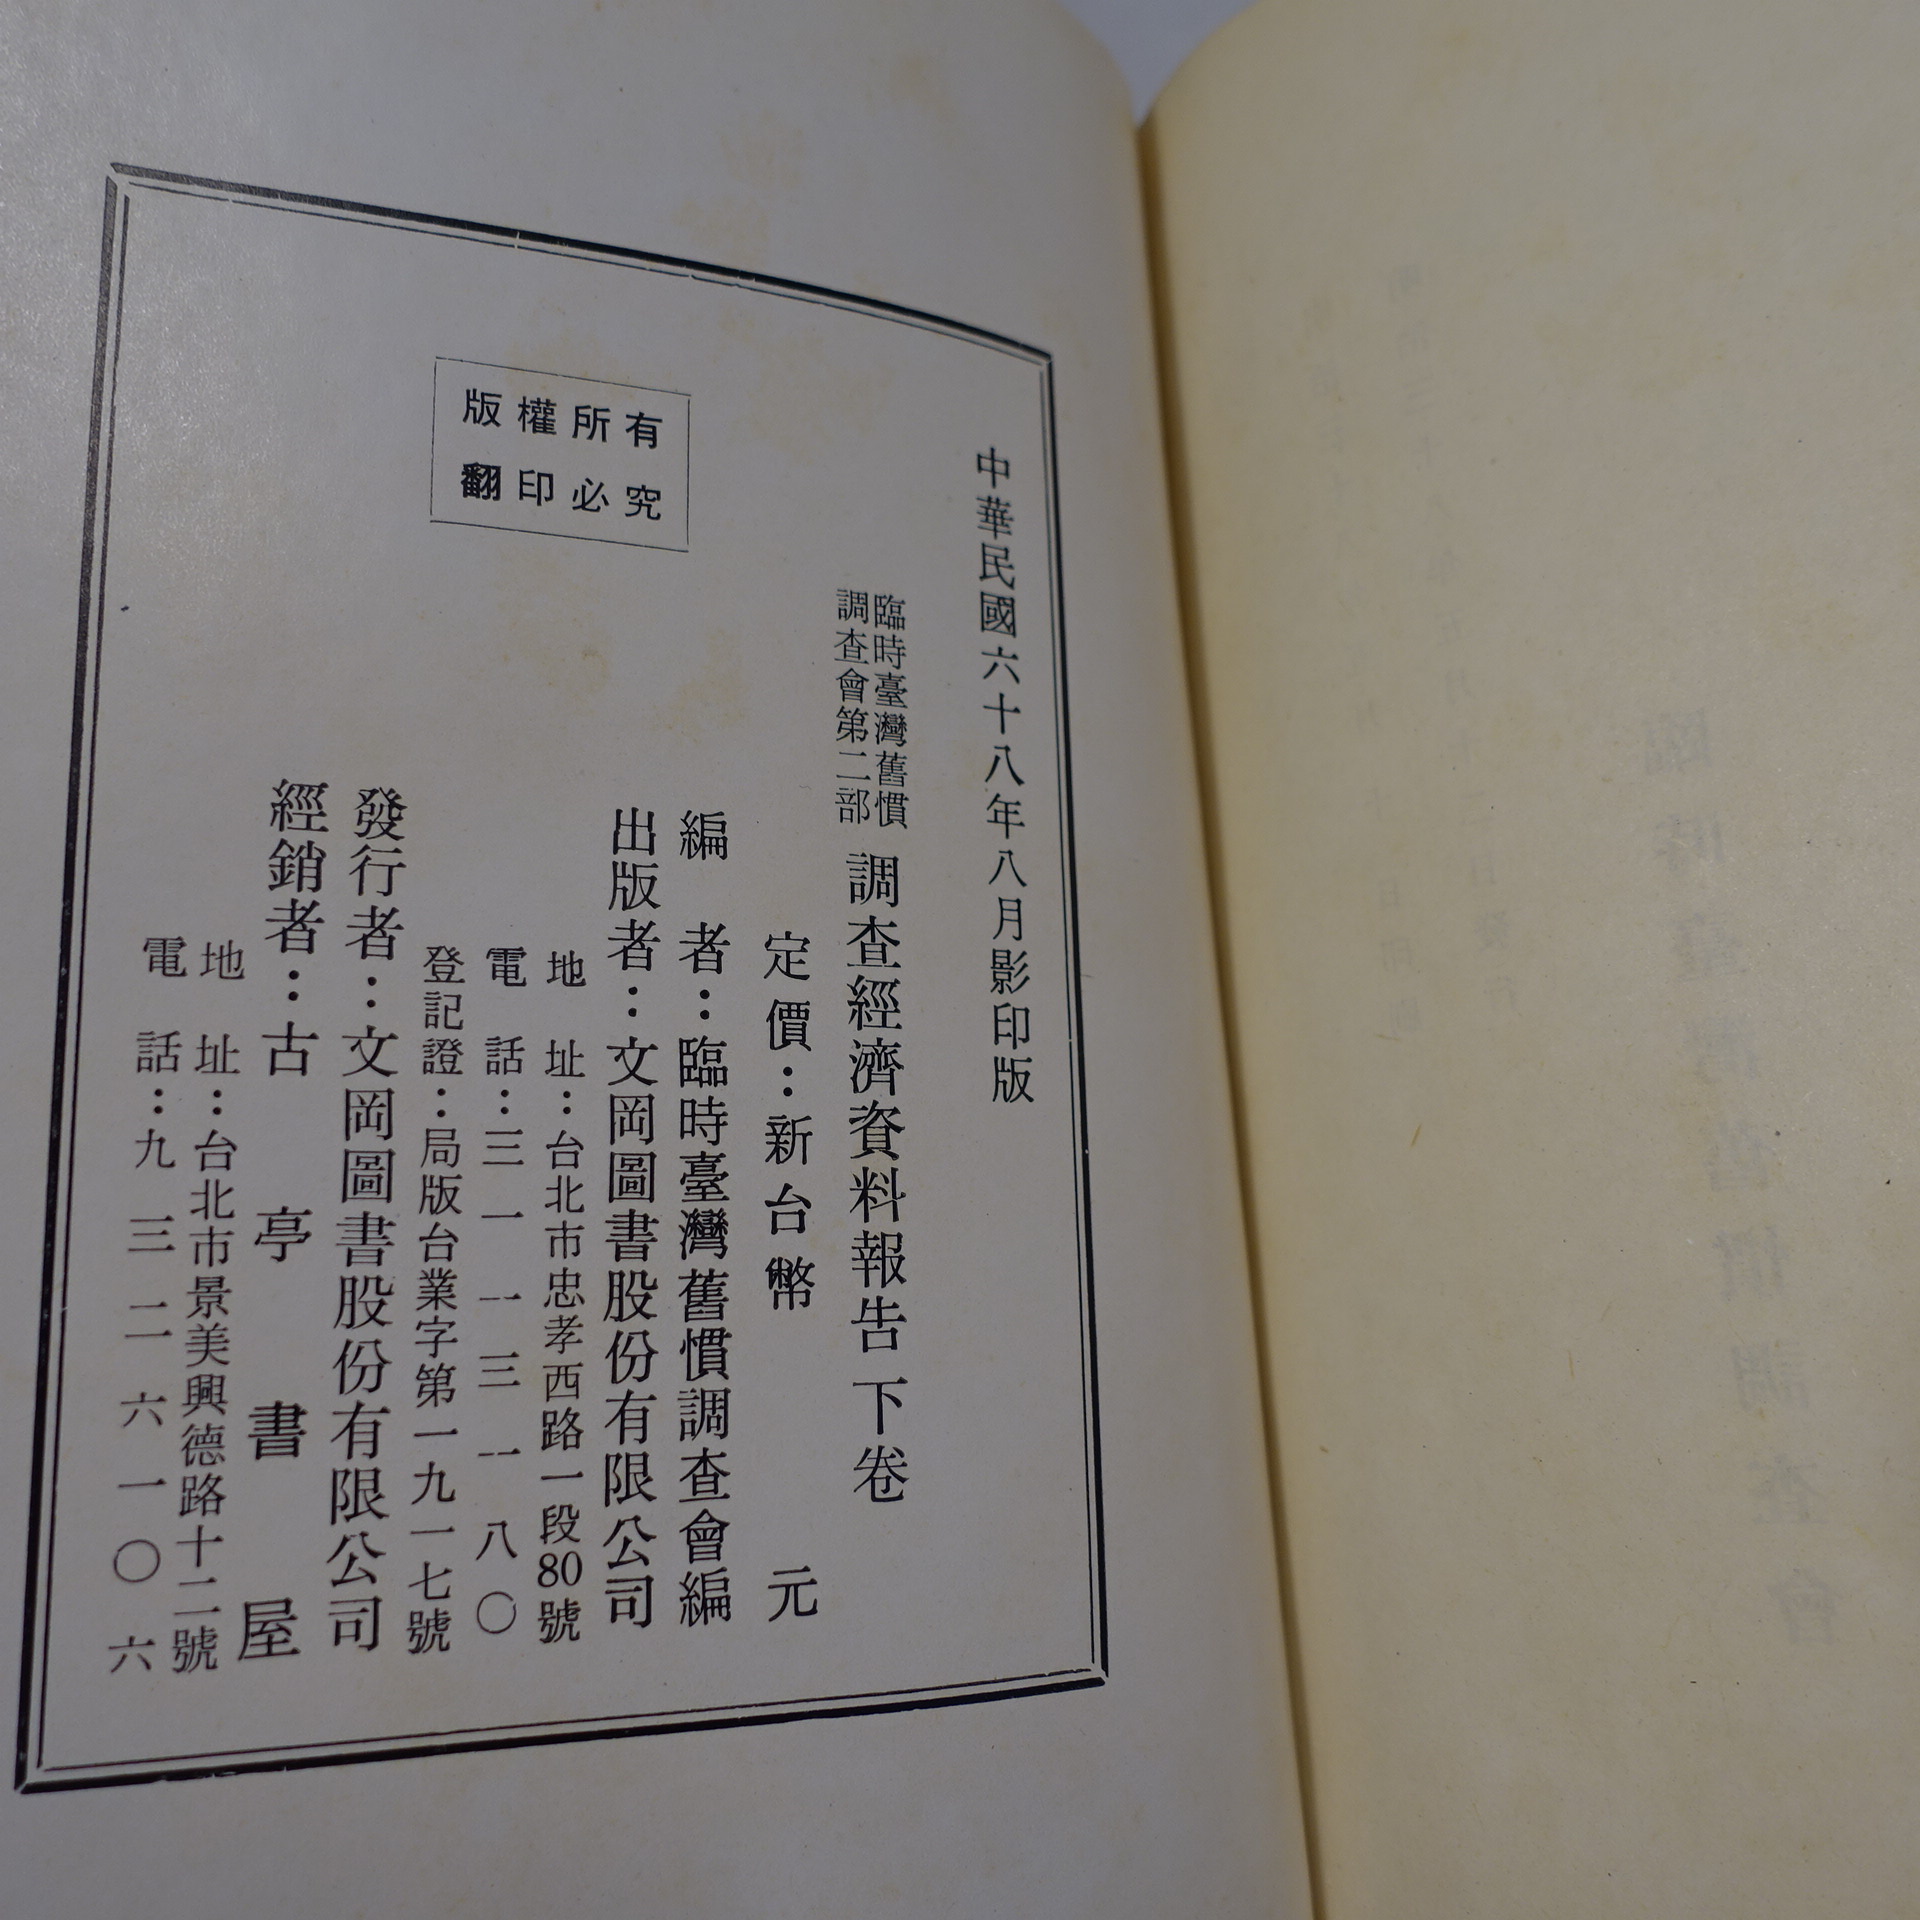 中華民國六十八年八月影印版
臨時臺灣舊慣
調查會第二部
調查經濟資料報告 下卷
定價：新台幣 元
編者：臨時臺灣舊慣調查會編
出版者：文岡圖書股份有限公司
地址：台北市忠孝西路一段80號
電話：三一一三一八〇
登記證：局版台業字第一九一七號
發行者：文岡圖書股份有限公司
經銷者：古亭書屋
地址：台北市景美興德路十二號
電話：九三二六一〇六
版權所有
翻印必究